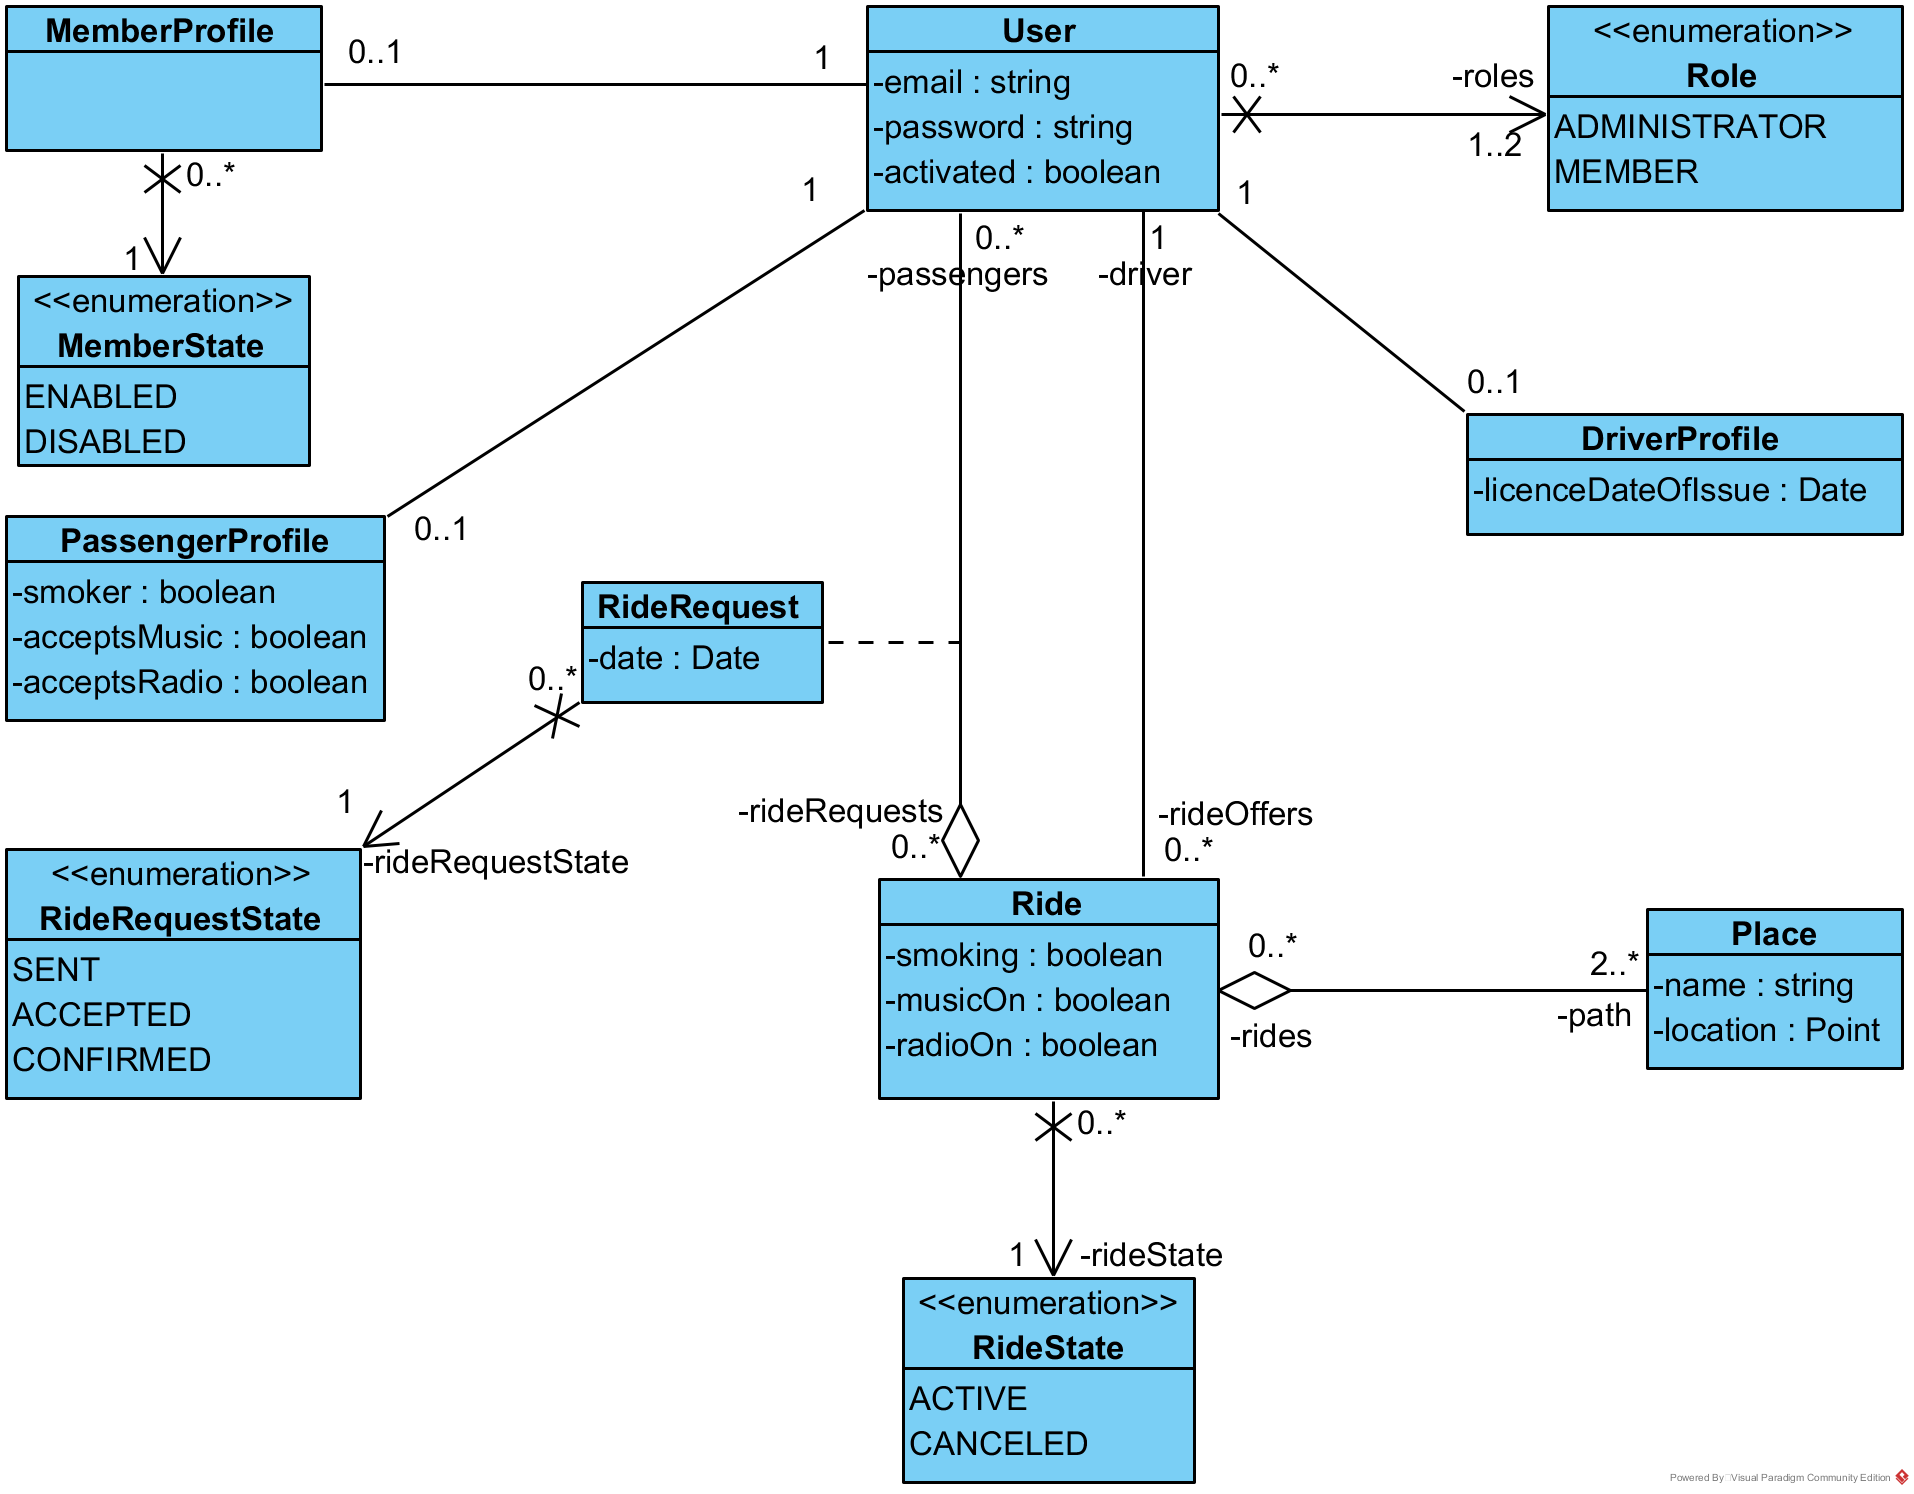 MemberProfile
0..1
1
User
-email : string
-password : string
-activated : boolean
0..*
-roles
1..2
<<enumeration>>
Role
ADMINISTRATOR
MEMBER
0..*
1
<<enumeration>>
MemberState
ENABLED
DISABLED
1
0..*
-passengers
1
-driver
1
0..1
DriverProfile
-licenceDateOfIssue : Date
0..1
PassengerProfile
-smoker : boolean
-acceptsMusic : boolean
-acceptsRadio : boolean
RideRequest
-date : Date
0..*
1
-rideRequestState
<<enumeration>>
RideRequestState
SENT
ACCEPTED
CONFIRMED
-rideRequests
0..*
-rideOffers
0..*
Ride
-smoking : boolean
-musicOn : boolean
-radioOn : boolean
0..*
-rides
2..*
-path
Place
-name : string
-location : Point
0..*
1
-rideState
<<enumeration>>
RideState
ACTIVE
CANCELED
Powered By Visual Paradigm Community Edition